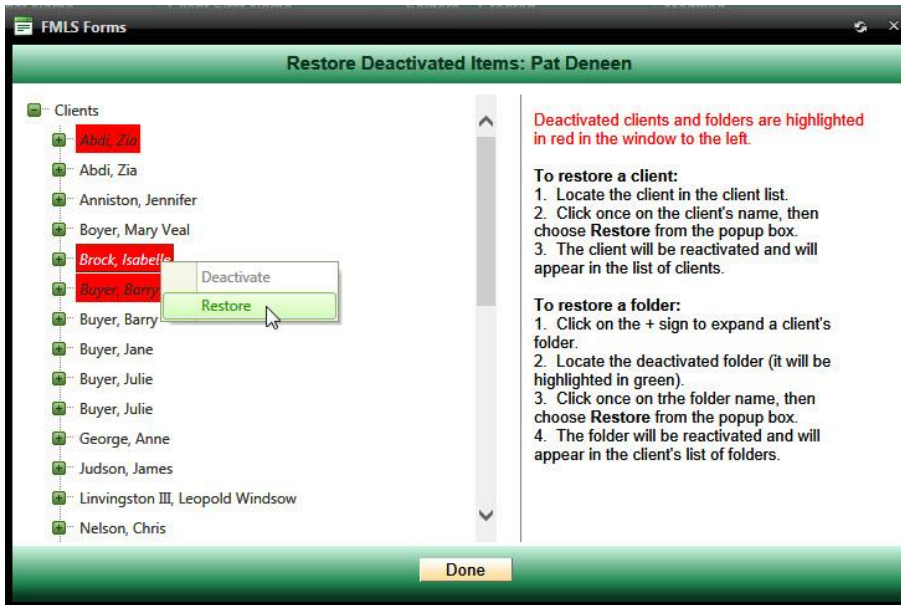 FMLS Forms
Restore Deactivated Items: Pat Deneen
Clients
Abdi, Zia
Abdi, Zia
Anniston, Jennifer
Boyer, Mary Veal
Brock, Isabelle
Deactivate
Buyer, Barry
Restore
Buyer, Barry
Buyer, Jane
Buyer, Julie
Buyer, Julie
George, Anne
Judson, James
Linvingston III, Leopold Windsow
Nelson, Chris
Deactivated clients and folders are highlighted
in red in the window to the left.
To restore a client:
1. Locate the client in the client list.
2. Click once on the client's name, then
choose Restore from the popup box.
3. The client will be reactivated and will
appear in the list of clients.
To restore a folder:
1. Click on the + sign to expand a client's
folder.
2. Locate the deactivated folder (it will be
highlighted in green).
3. Click once on trhe folder name, then
choose Restore from the popup box.
4. The folder will be reactivated and will
appear in the client's list of folders.
Done